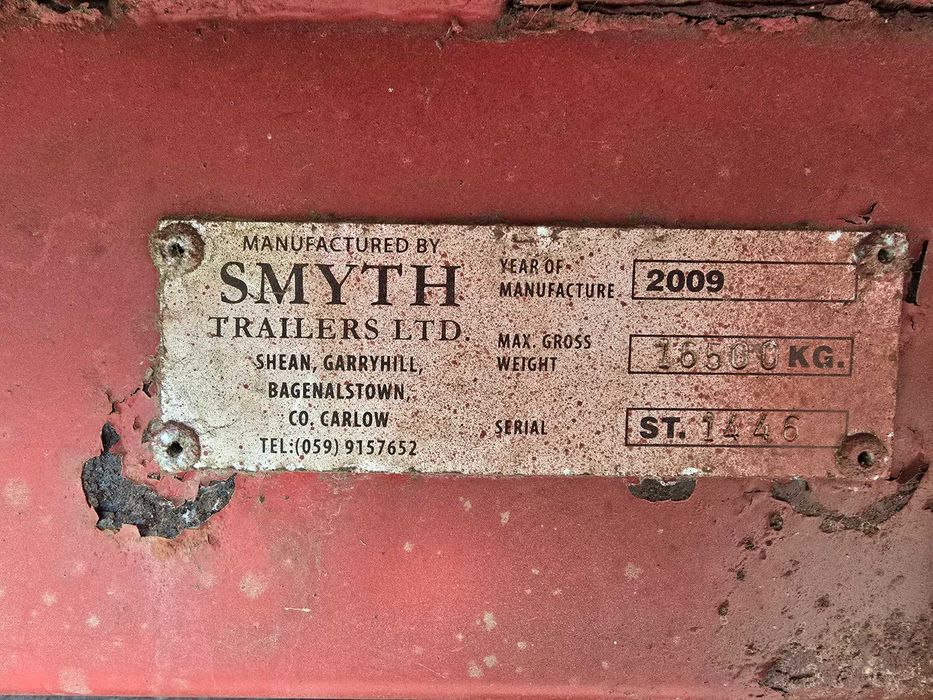 MANUFACTURED BY
SMYTH
TRAILERS LTD.
SHEAN, GARRYHILL,
BAGENALSTOWN,
CO. CARLOW
TEL:(059) 9157652
YEAR OF
MANUFACTURE
2009
MAX. GROSS
WEIGHT
16500 KG.
SERIAL
ST. 1446